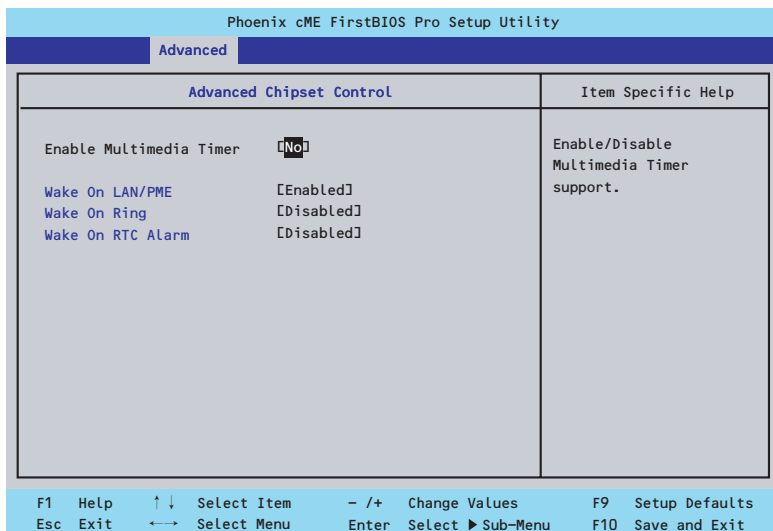 Phoenix cME FirstBIOS Pro Setup Utility
Advanced
Advanced Chipset Control
Item Specific Help
Enable Multimedia Timer [No]
Enable/Disable
Multimedia Timer
support.
Wake On LAN/PME [Enabled]
Wake On Ring [Disabled]
Wake On RTC Alarm [Disabled]
F1 Help ↑↓ Select Item – /+ Change Values F9 Setup Defaults
Esc Exit ←→ Select Menu Enter Select ▶ Sub–Menu F10 Save and Exit